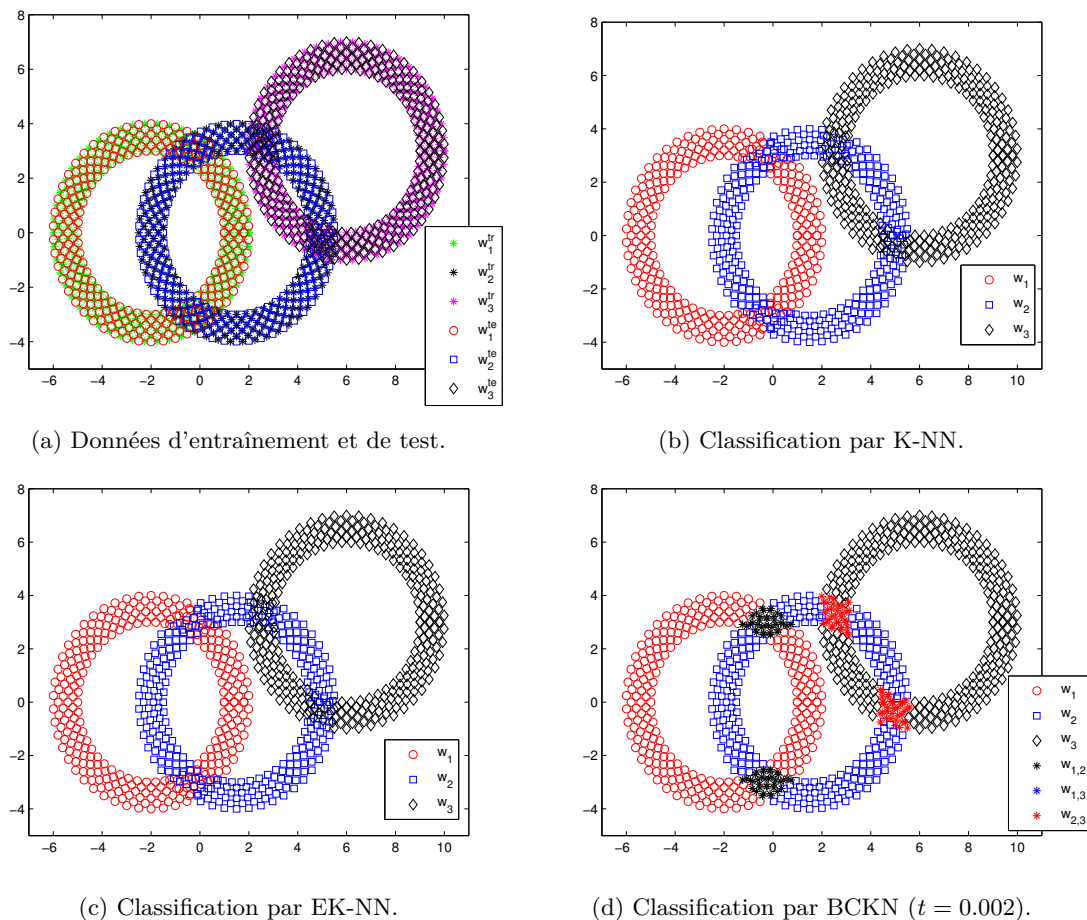 8
6
4
2
0
−2
−4
−6 −4 −2 0 2 4 6 8 10
w₁ᵗʳ
w₂ᵗʳ
w₃ᵗʳ
w₁ᵗᵉ
w₂ᵗᵉ
w₃ᵗᵉ
(a) Données d'entraînement et de test.
8
6
4
2
0
−2
−4
−6 −4 −2 0 2 4 6 8 10
w₁
w₂
w₃
(b) Classification par K-NN.
8
6
4
2
0
−2
−4
−6 −4 −2 0 2 4 6 8 10
w₁
w₂
w₃
(c) Classification par EK-NN.
8
6
4
2
0
−2
−4
−6 −4 −2 0 2 4 6 8 10
w₁
w₂
w₃
w₁,₂
w₁,₃
w₂,₃
(d) Classification par BCKN (t = 0.002).